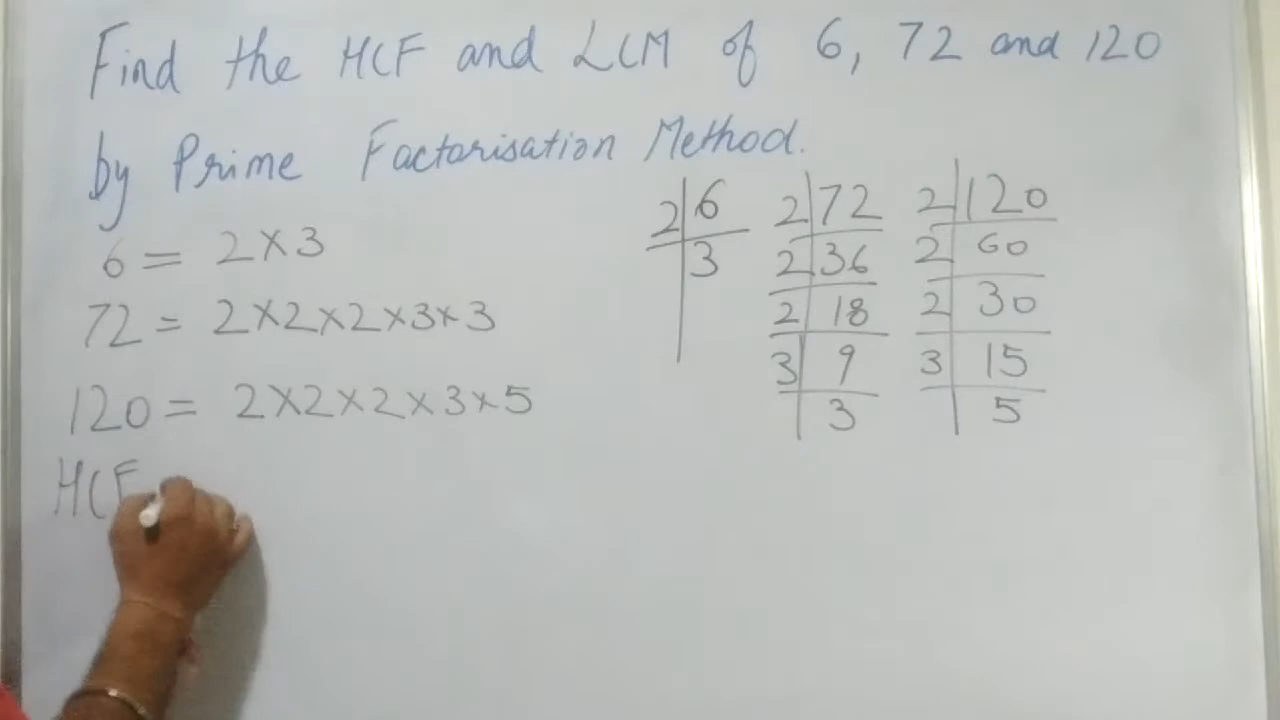 Find the HCF and LCM of 6, 72 and 120
by Prime Factorisation Method.
6 = 2×3
72 = 2×2×2×3×3
120 = 2×2×2×3×5
HCF
2 6
3
2 72
2 36
2 18
3 9
3
2 120
2 60
2 30
3 15
5